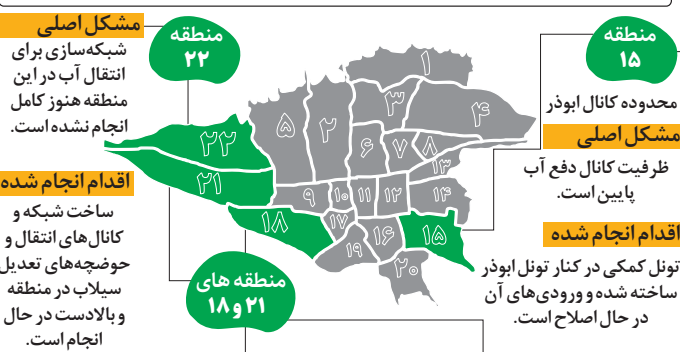 منطقه
۱۵
محدوده کانال ابوذر
مشکل اصلی
ظرفیت کانال دفع آب
پایین است.
اقدام انجام شده
تونل کمکی در کنار تونل ابوذر
ساخته شده و ورودی‌های آن
در حال اصلاح است.
منطقه
۲۲
مشکل اصلی
شبکه‌سازی برای
انتقال آب در این
منطقه هنوز کامل
انجام نشده است.
اقدام انجام شده
ساخت شبکه و
کانال‌های انتقال و
حوضچه‌های تعدیل
سیلاب در منطقه
و بالادست در حال
انجام است.
منطقه های
۲۱ و ۱۸
۱
۲
۳
۴
۵
۶
۷
۸
۹
۱۰
۱۱
۱۲
۱۳
۱۴
۱۵
۱۶
۱۷
۱۸
۱۹
۲۰
۲۱
۲۲